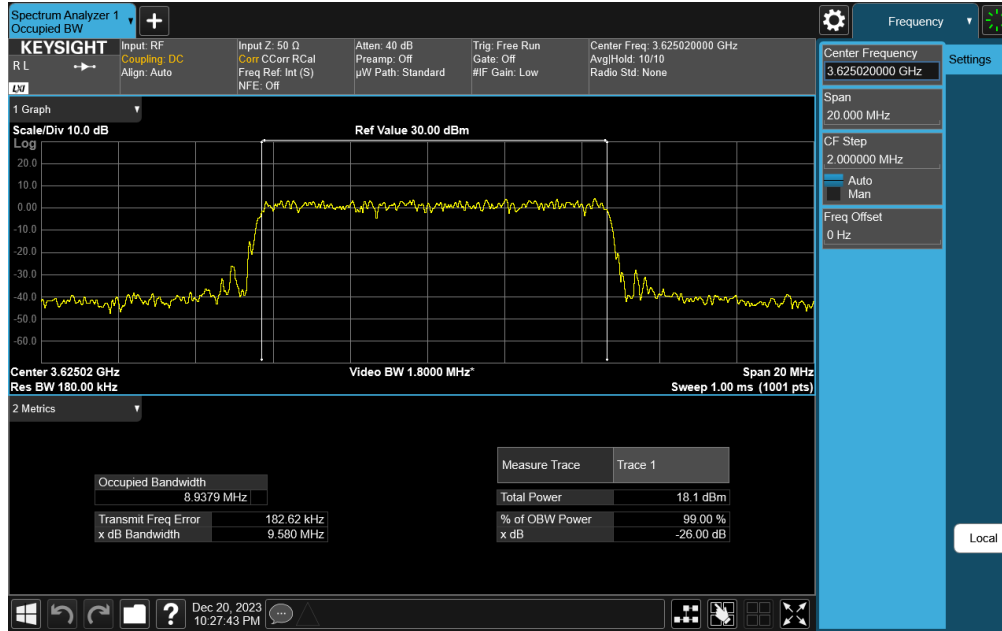 Spectrum Analyzer 1
Occupied BW
Frequency
KEYSIGHT
R L
LXI
Input: RF
Coupling: DC
Align: Auto
Input Z: 50 Ω
Corr CCorr RCal
Freq Ref: Int (S)
NFE: Off
Atten: 40 dB
Preamp: Off
µW Path: Standard
Trig: Free Run
Gate: Off
#IF Gain: Low
Center Freq: 3.625020000 GHz
Avg|Hold: 10/10
Radio Std: None
Center Frequency
3.625020000 GHz
Settings
Span
20.000 MHz
CF Step
2.000000 MHz
Auto
Man
Freq Offset
0 Hz
Local
1 Graph
Scale/Div 10.0 dB
Ref Value 30.00 dBm
Log
20.0
10.0
0.00
-10.0
-20.0
-30.0
-40.0
-50.0
-60.0
Center 3.62502 GHz
Video BW 1.8000 MHz*
Span 20 MHz
Res BW 180.00 kHz
Sweep 1.00 ms (1001 pts)
2 Metrics
Measure Trace Trace 1
Occupied Bandwidth
8.9379 MHz
Total Power 18.1 dBm
Transmit Freq Error 182.62 kHz
% of OBW Power 99.00 %
x dB Bandwidth 9.580 MHz
x dB -26.00 dB
?
Dec 20, 2023
10:27:43 PM